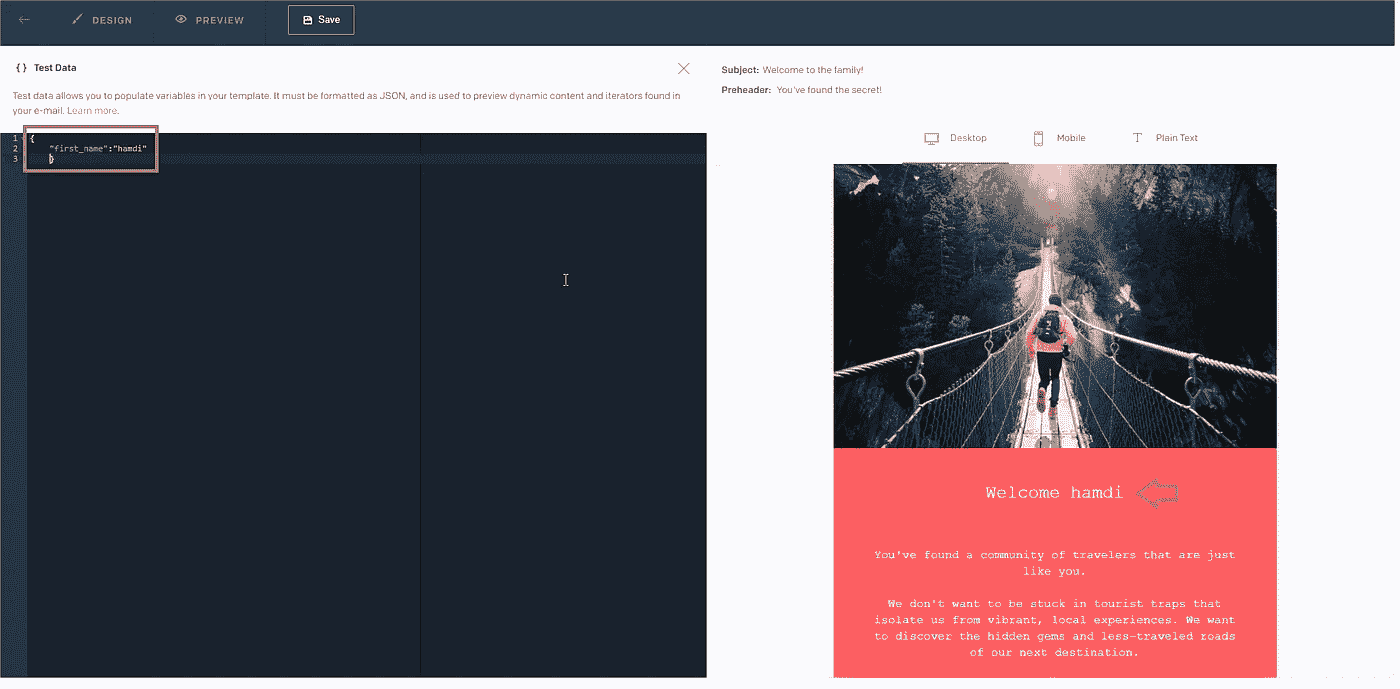 DESIGN
PREVIEW
Save
{} Test Data
Test data allows you to populate variables in your template. It must be formatted as JSON, and is used to preview dynamic content and iterators found in
your e-mail. Learn more.
1 {
2 "first_name":"hamdi"
3 }
Subject: Welcome to the family!
Preheader: You've found the secret!
Desktop
Mobile
Plain Text
Welcome hamdi
You've found a community of travelers that are just
like you.
We don't want to be stuck in tourist traps that
isolate us from vibrant, local experiences. We want
to discover the hidden gems and less-traveled roads
of our next destination.